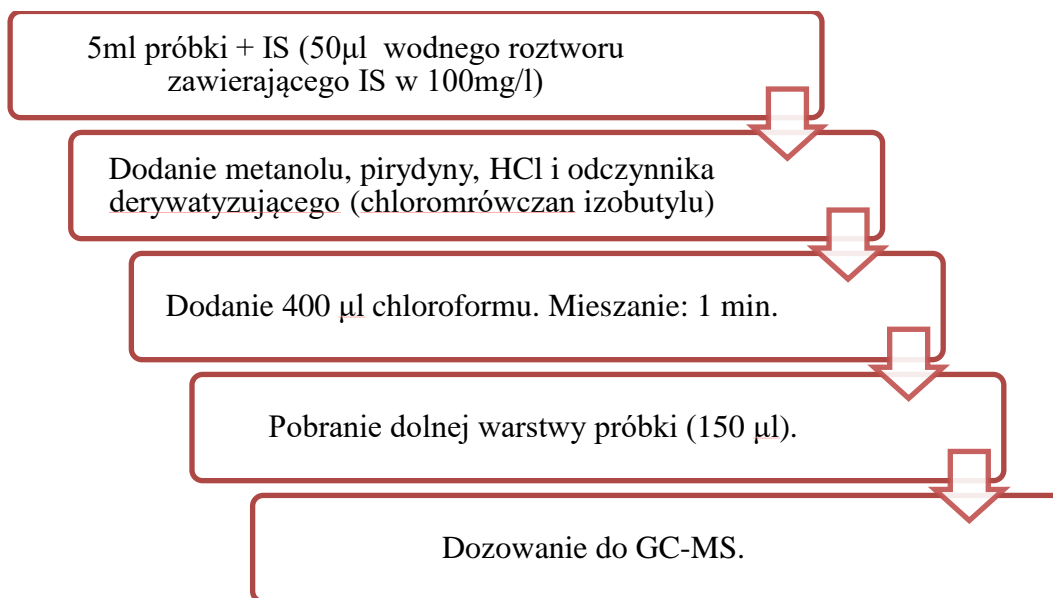 5ml próbki + IS (50μl wodnego roztworu
zawierającego IS w 100mg/l)
Dodanie metanolu, pirydyny, HCl i odczynnika
derywatyzującego (chloromrówczan izobutylu)
Dodanie 400 μl chloroformu. Mieszanie: 1 min.
Pobranie dolnej warstwy próbki (150 μl).
Dozowanie do GC-MS.